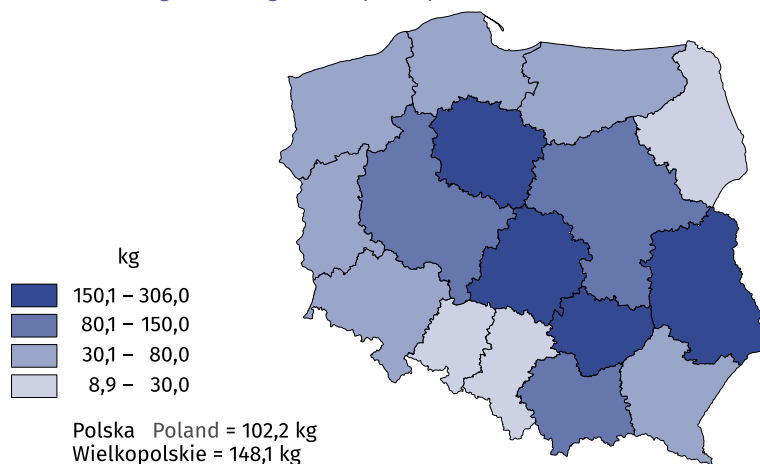 kg
150,1 – 306,0
80,1 – 150,0
30,1 – 80,0
8,9 – 30,0
Polska Poland = 102,2 kg
Wielkopolskie = 148,1 kg